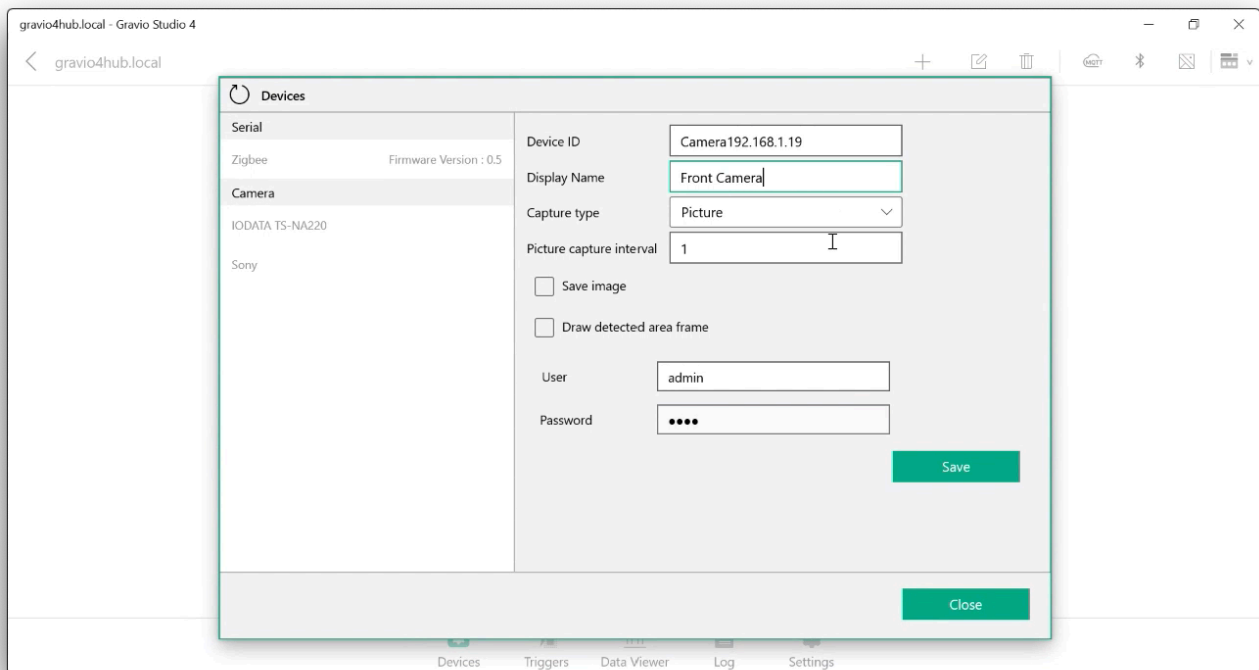 gravio4hub.local - Gravio Studio 4
gravio4hub.local
MQTT
Devices
Serial
Zigbee Firmware Version : 0.5
Camera
IODATA TS-NA220
Sony
Device ID Camera192.168.1.19
Display Name Front Camera
Capture type Picture
Picture capture interval 1
Save image
Draw detected area frame
User admin
Password ••••
Save
Close
Devices Triggers Data Viewer Log Settings